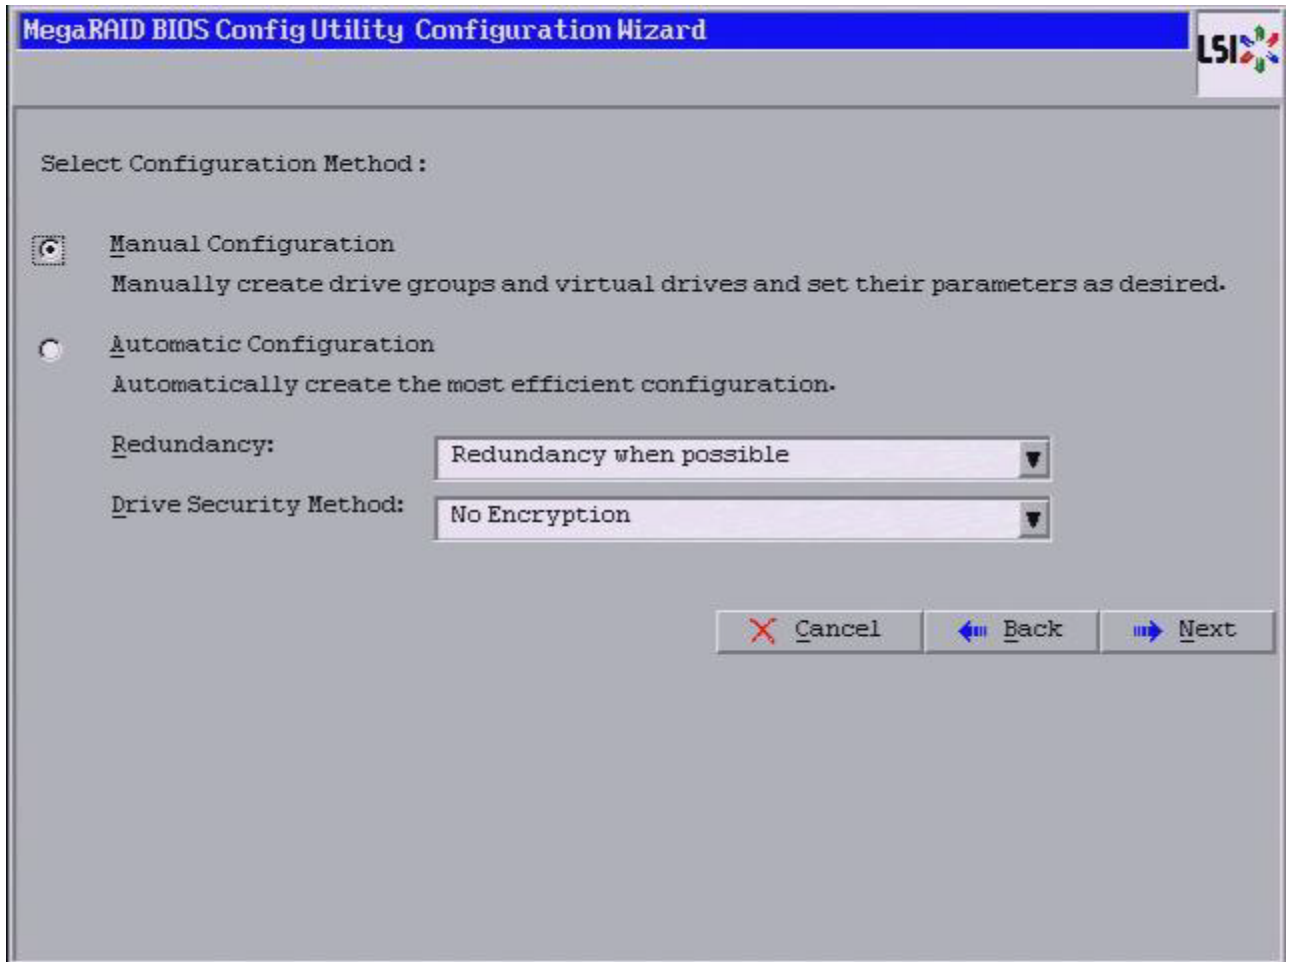 MegaRAID BIOS Config Utility Configuration Wizard
LSI
Select Configuration Method:
Manual Configuration
Manually create drive groups and virtual drives and set their parameters as desired.
Automatic Configuration
Automatically create the most efficient configuration.
Redundancy: Redundancy when possible
Drive Security Method: No Encryption
Cancel Back Next